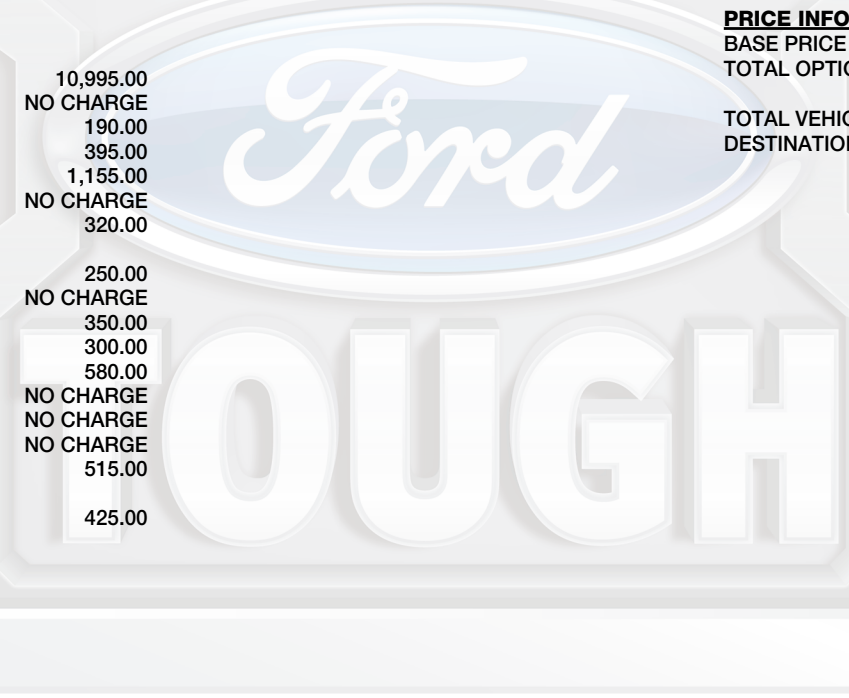 10,995.00
NO CHARGE
190.00
395.00
1,155.00
NO CHARGE
320.00
250.00
NO CHARGE
350.00
300.00
580.00
NO CHARGE
NO CHARGE
NO CHARGE
515.00
425.00
PRICE INFO
BASE PRICE
TOTAL OPTIO
TOTAL VEHIC
DESTINATION
Ford
TOUGH